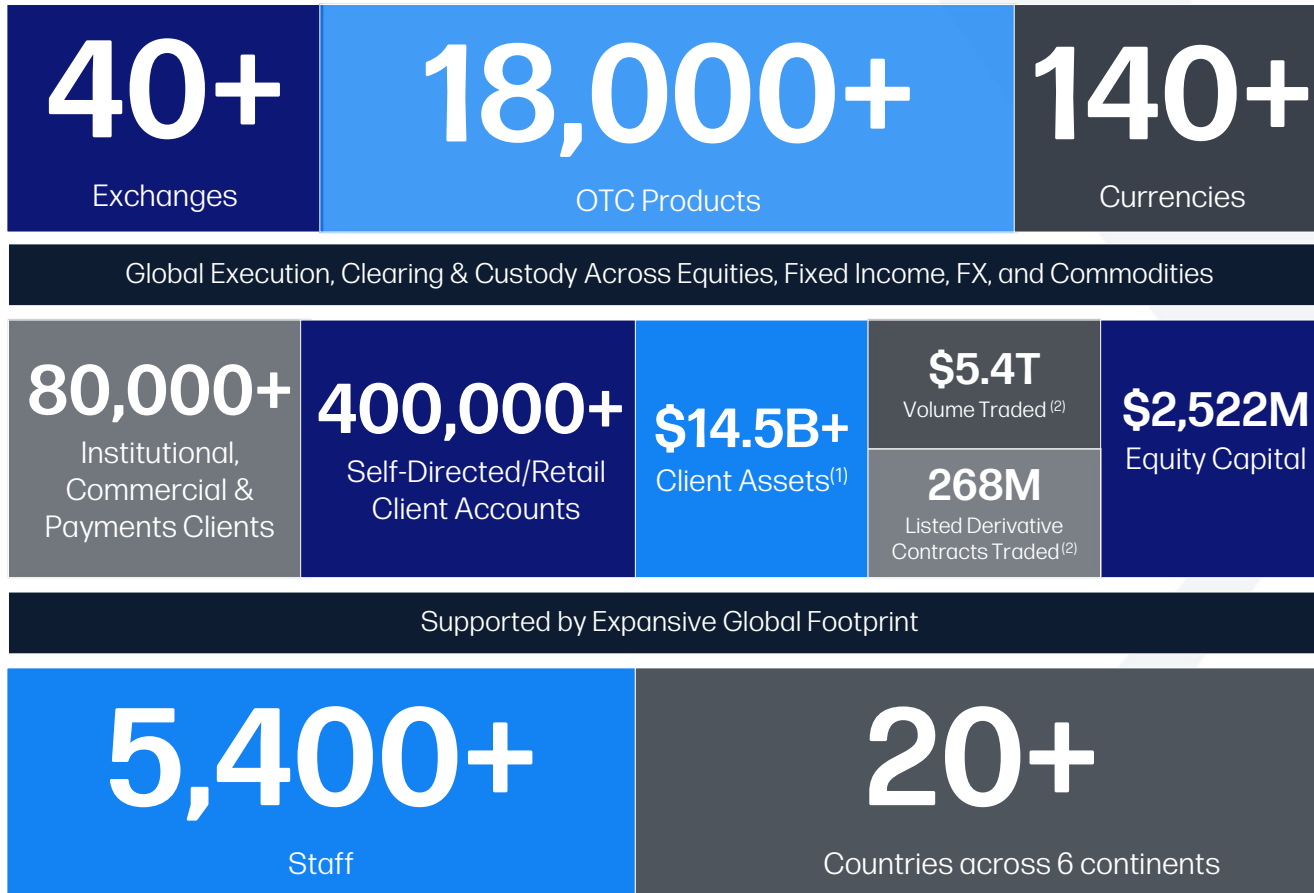 40+
Exchanges
18,000+
OTC Products
140+
Currencies
Global Execution, Clearing & Custody Across Equities, Fixed Income, FX, and Commodities
80,000+
Institutional,
Commercial &
Payments Clients
400,000+
Self-Directed/Retail
Client Accounts
$14.5B+
Client Assets(1)
$5.4T
Volume Traded (2)
268M
Listed Derivative
Contracts Traded(2)
$2,522M
Equity Capital
Supported by Expansive Global Footprint
5,400+
Staff
20+
Countries across 6 continents